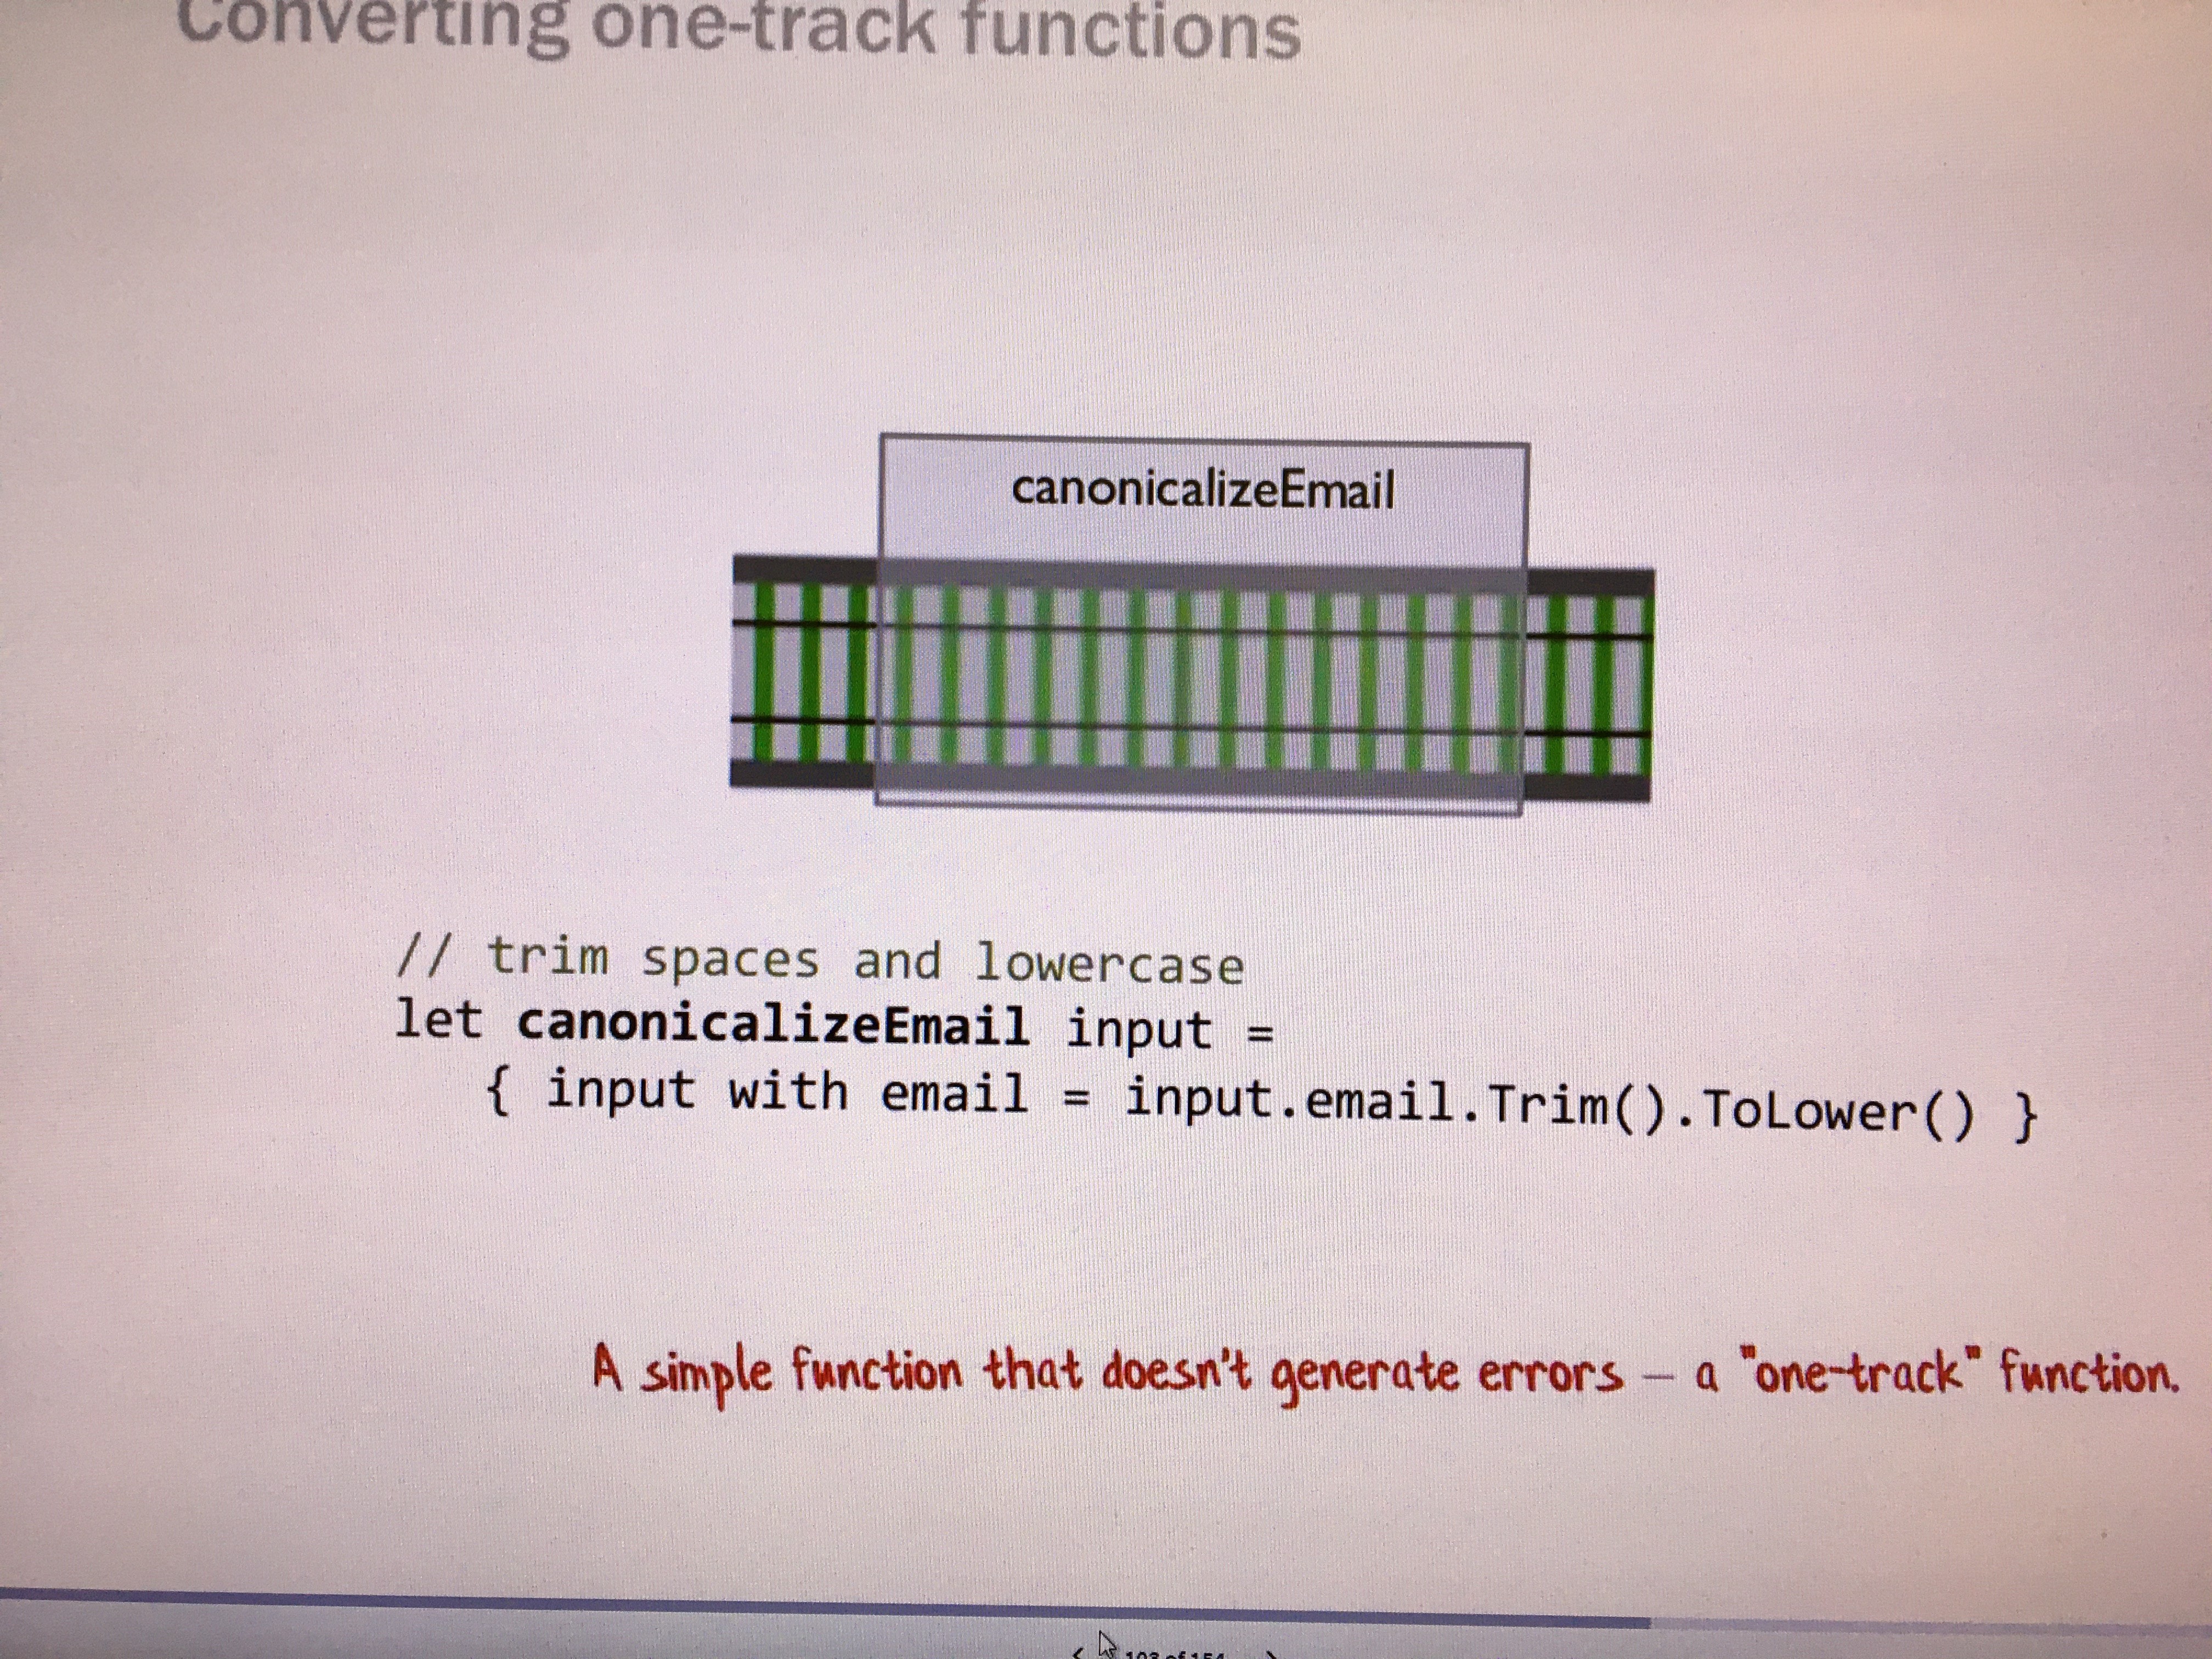 Converting one-track functions
canonicalizeEmail
// trim spaces and lowercase
let canonicalizeEmail input =
   { input with email = input.email.Trim().ToLower() }
A simple function that doesn't generate errors – a "one-track" function.
of 154